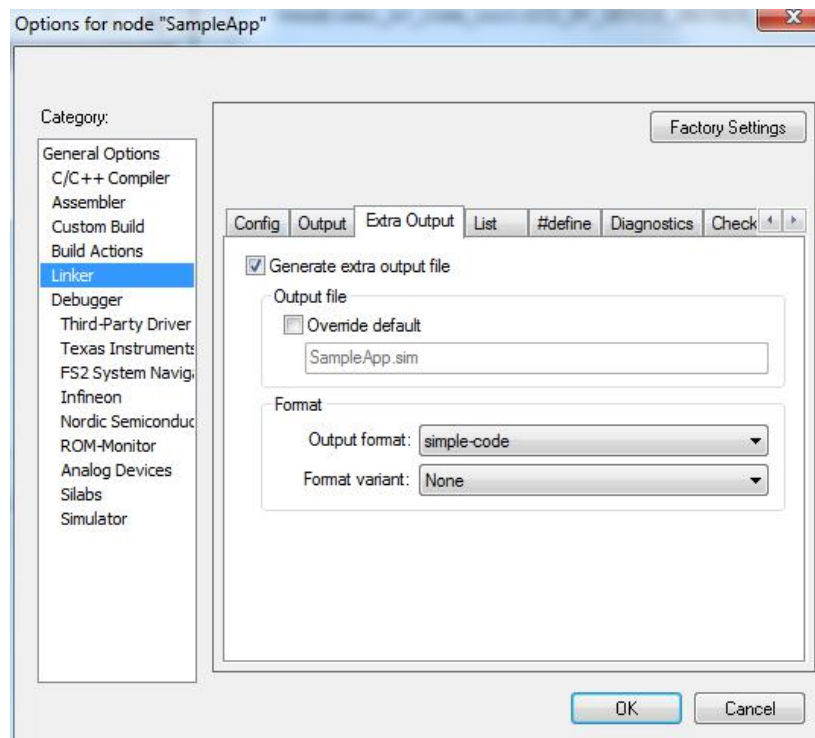 Options for node "SampleApp"
Category:
Factory Settings
General Options
C/C++ Compiler
Assembler
Custom Build
Build Actions
Linker
Debugger
Third-Party Driver
Texas Instruments
FS2 System Navig
Infineon
Nordic Semiconduc
ROM-Monitor
Analog Devices
Silabs
Simulator
Config Output Extra Output List #define Diagnostics Check
Generate extra output file
Output file
Override default
SampleApp.sim
Format
Output format: simple-code
Format variant: None
OK Cancel